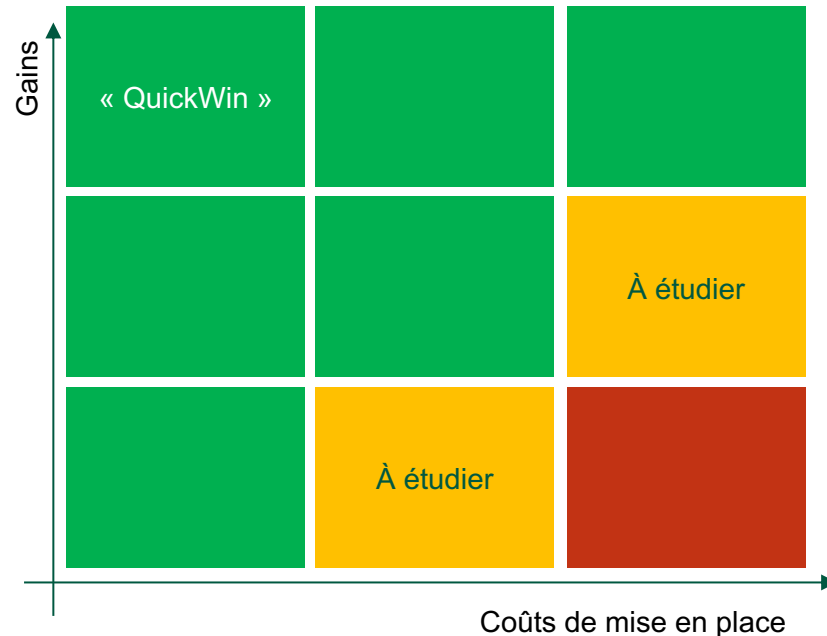 Gains
« QuickWin »
À étudier
À étudier
Coûts de mise en place